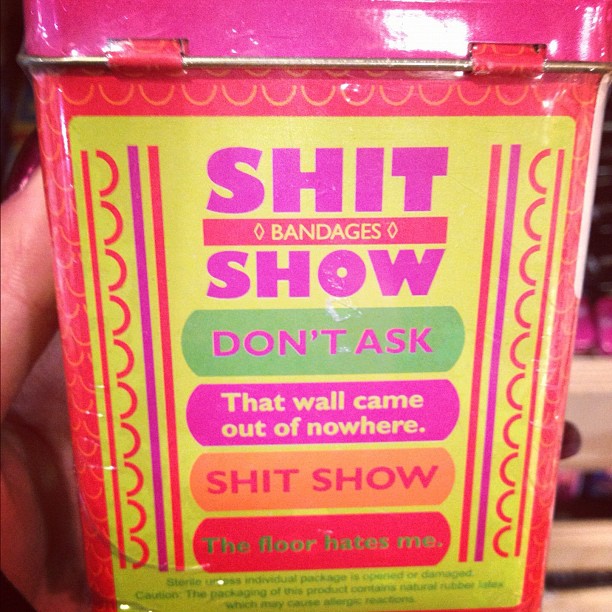 SHIT
◊ BANDAGES ◊
SHOW
DON'T ASK
That wall came
out of nowhere.
SHIT SHOW
The floor hates me.
Sterile unless individual package is opened or damaged.
Caution: The packaging of this product contains natural rubber latex
which may cause allergic reactions.